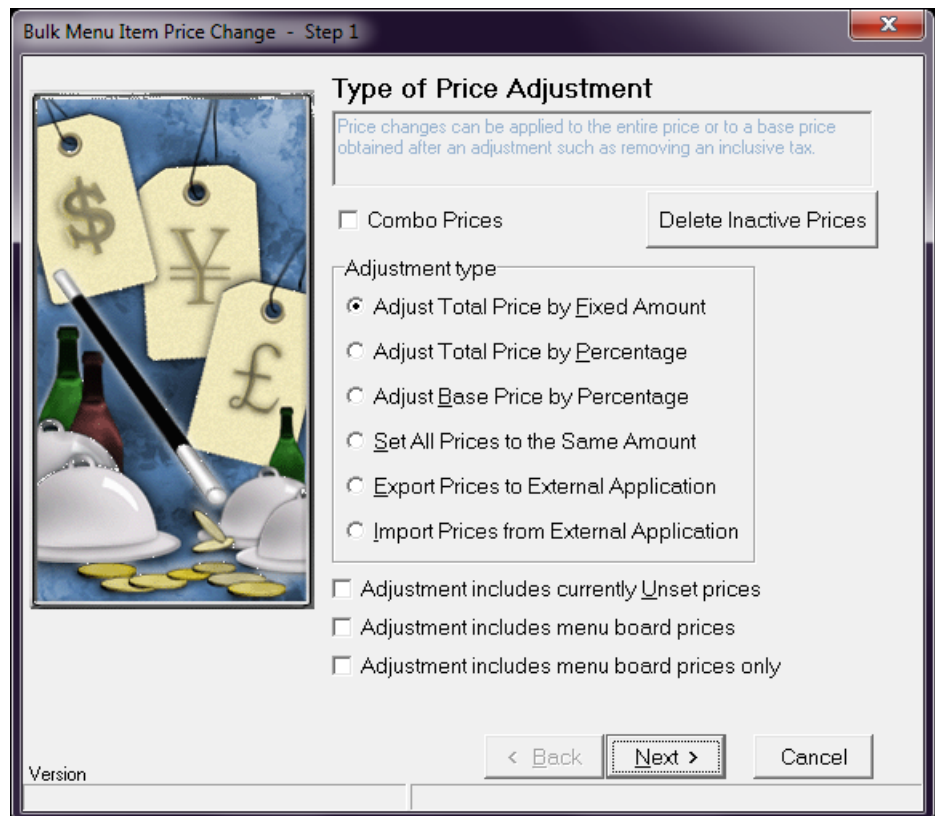 Bulk Menu Item Price Change - Step 1
Type of Price Adjustment
Price changes can be applied to the entire price or to a base price
obtained after an adjustment such as removing an inclusive tax.
Combo Prices
Delete Inactive Prices
Adjustment type
Adjust Total Price by Fixed Amount
Adjust Total Price by Percentage
Adjust Base Price by Percentage
Set All Prices to the Same Amount
Export Prices to External Application
Import Prices from External Application
Adjustment includes currently Unset prices
Adjustment includes menu board prices
Adjustment includes menu board prices only
< Back
Next >
Cancel
Version
$
¥
£